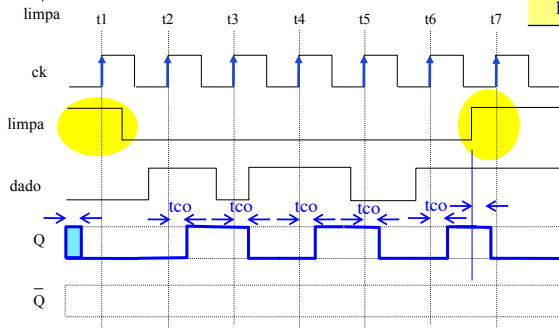 limpa t1 t2 t3 t4 t5 t6 t7
ck
limpa
dado
tco tco tco tco tco
Q
Q̅